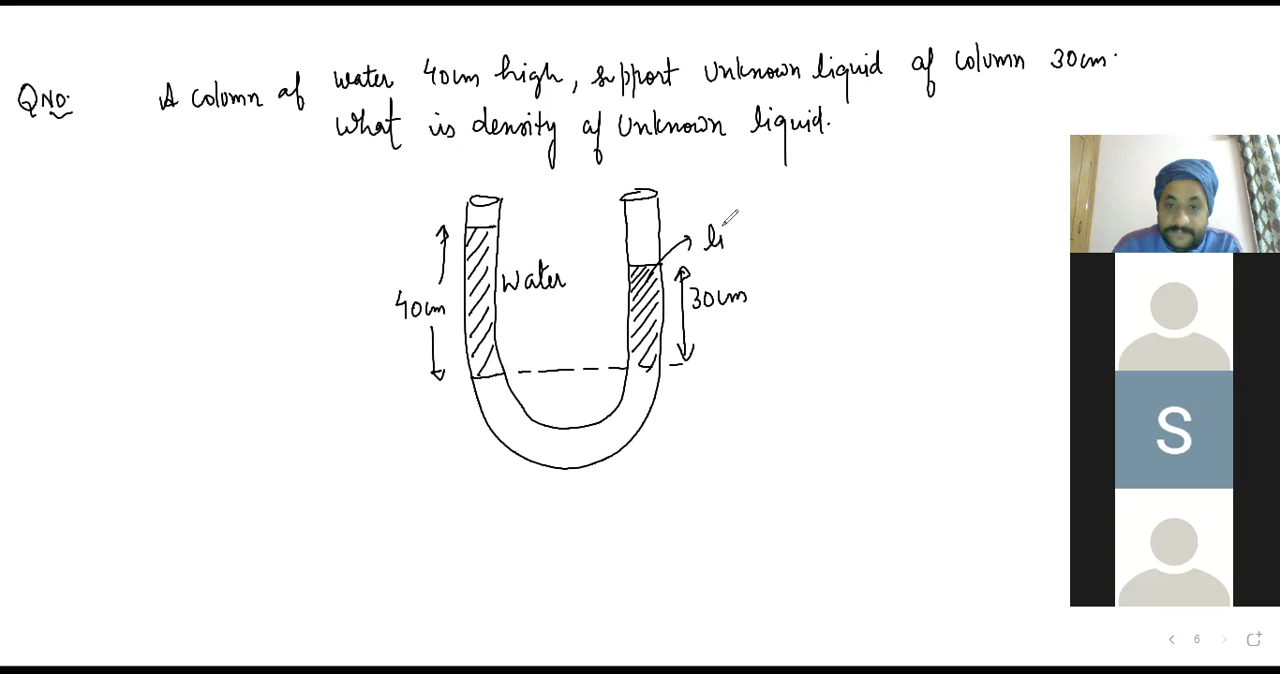 QNo. A column of water 40cm high, support unknown liquid of column 30cm.
What is density of unknown liquid.
li
water
40cm
30cm
S
6